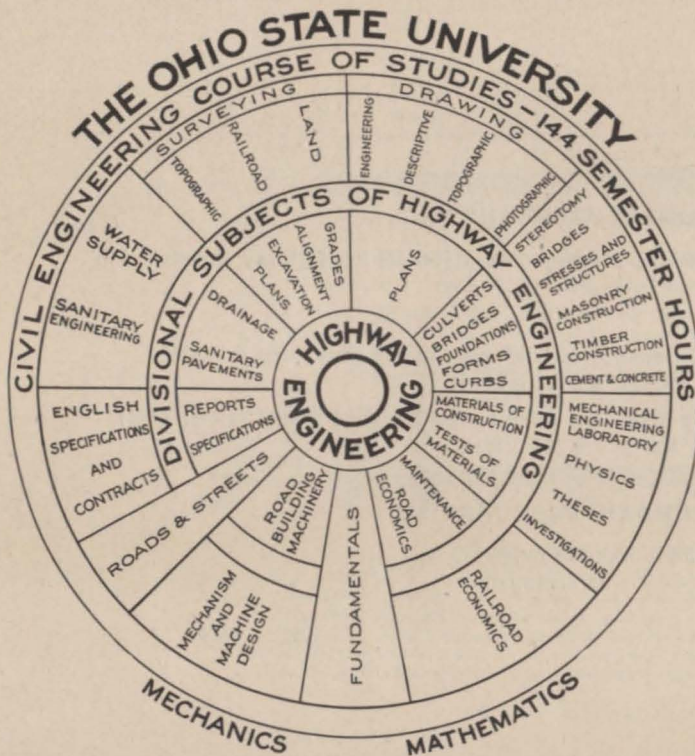 THE OHIO STATE UNIVERSITY
CIVIL ENGINEERING COURSE OF STUDIES – 144 SEMESTER HOURS
SURVEYING
TOPOGRAPHIC
RAILROAD
LAND
DRAWING
ENGINEERING
DESCRIPTIVE
TOPOGRAPHIC
PHOTOGRAPHIC
STEREOTOMY
BRIDGES
STRESSES AND
STRUCTURES
MASONRY
CONSTRUCTION
TIMBER
CONSTRUCTION
CEMENT & CONCRETE
MECHANICAL
ENGINEERING
LABORATORY
PHYSICS
THESES
INVESTIGATIONS
RAILROAD
ECONOMICS
FUNDAMENTALS
MECHANISM
AND
MACHINE
DESIGN
ROADS & STREETS
ENGLISH
SPECIFICATIONS
AND
CONTRACTS
SANITARY
ENGINEERING
WATER
SUPPLY
DIVISIONAL SUBJECTS OF HIGHWAY ENGINEERING
PLANS
EXCAVATION
ALIGNMENT
GRADES
PLANS
CULVERTS
BRIDGES
FOUNDATIONS
FORMS
CURBS
MATERIALS OF
CONSTRUCTION
TESTS OF
MATERIALS
MAINTENANCE
ROAD
ECONOMICS
ROAD
BUILDING
MACHINERY
REPORTS
SPECIFICATIONS
DRAINAGE
SANITARY
PAVEMENTS
HIGHWAY
ENGINEERING
MECHANICS
MATHEMATICS